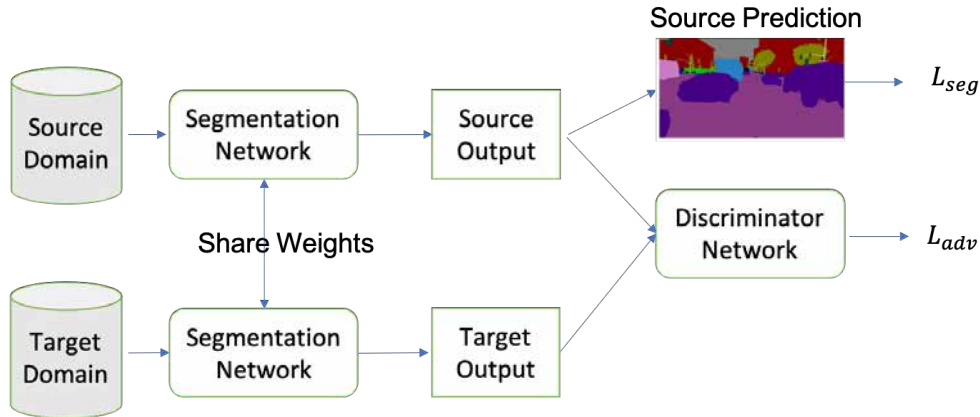 Source Prediction
Source
Domain
Segmentation
Network
Source
Output
L_seg
Share Weights
Discriminator
Network
L_adv
Target
Domain
Segmentation
Network
Target
Output